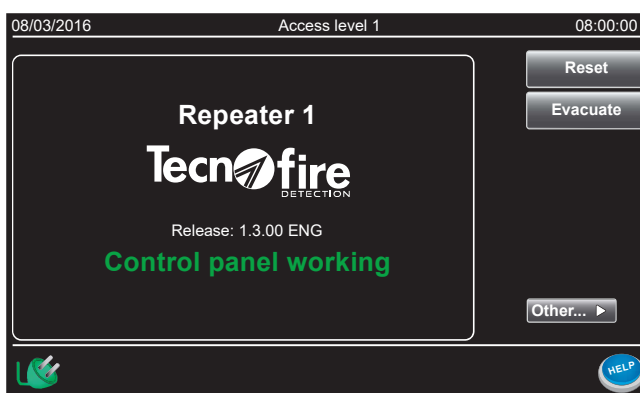 08/03/2016 Access level 1 08:00:00
Repeater 1
Tecnofire
DETECTION
Release: 1.3.00 ENG
Control panel working
Reset
Evacuate
Other...
HELP